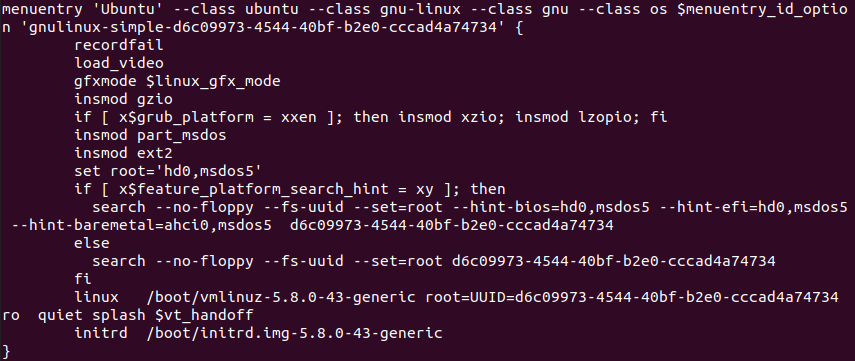 menuentry 'Ubuntu' --class ubuntu --class gnu-linux --class gnu --class os $menuentry_id_optio
n 'gnulinux-simple-d6c09973-4544-40bf-b2e0-cccad4a74734' {
        recordfail
        load_video
        gfxmode $linux_gfx_mode
        insmod gzio
        if [ x$grub_platform = xxen ]; then insmod xzio; insmod lzopio; fi
        insmod part_msdos
        insmod ext2
        set root='hd0,msdos5'
        if [ x$feature_platform_search_hint = xy ]; then
          search --no-floppy --fs-uuid --set=root --hint-bios=hd0,msdos5 --hint-efi=hd0,msdos5
 --hint-baremetal=ahci0,msdos5  d6c09973-4544-40bf-b2e0-cccad4a74734
        else
          search --no-floppy --fs-uuid --set=root d6c09973-4544-40bf-b2e0-cccad4a74734
        fi
        linux   /boot/vmlinuz-5.8.0-43-generic root=UUID=d6c09973-4544-40bf-b2e0-cccad4a74734
ro  quiet splash $vt_handoff
        initrd  /boot/initrd.img-5.8.0-43-generic
}